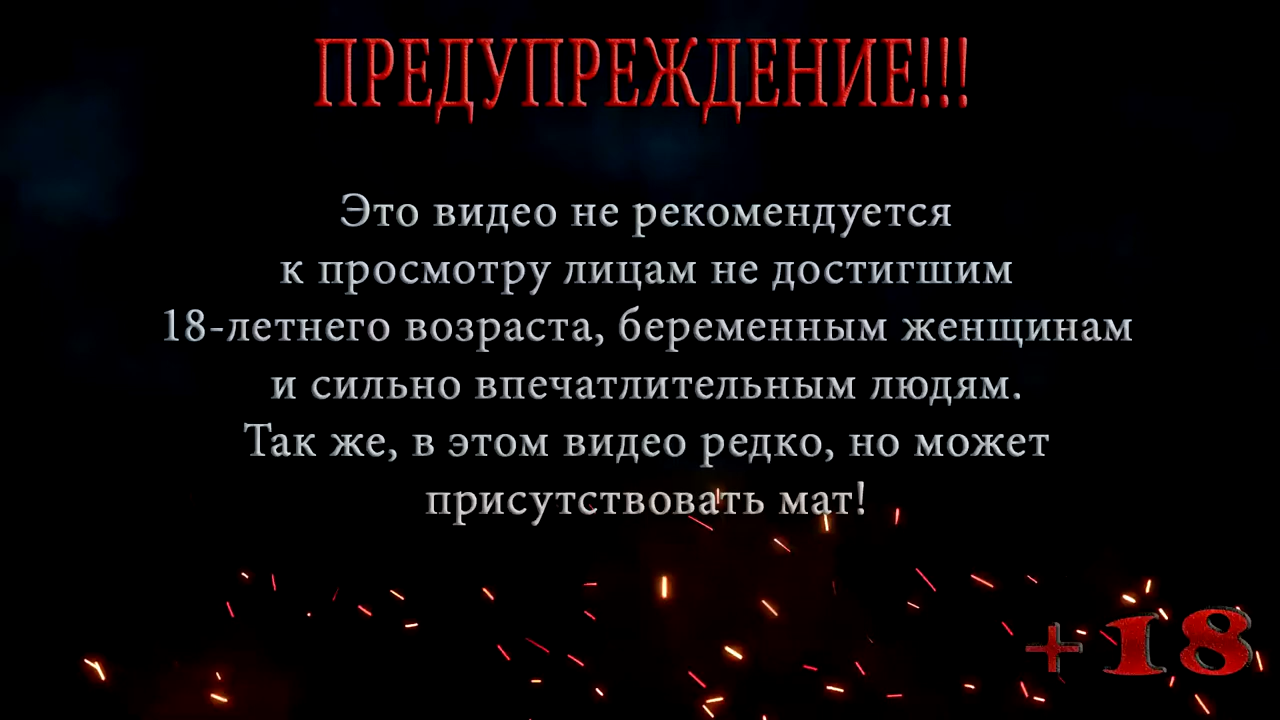 ПРЕДУПРЕЖДЕНИЕ!!!
Это видео не рекомендуется
к просмотру лицам не достигшим
18-летнего возраста, беременным женщинам
и сильно впечатлительным людям.
Так же, в этом видео редко, но может
присутствовать мат!
+18